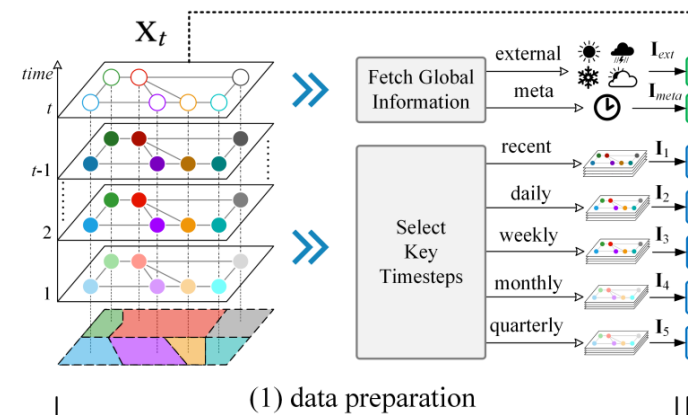 X_t
time
t
t-1
2
1
Fetch Global
Information
external
meta
I_ext
I_meta
Select
Key
Timesteps
recent
daily
weekly
monthly
quarterly
I_1
I_2
I_3
I_4
I_5
(1) data preparation